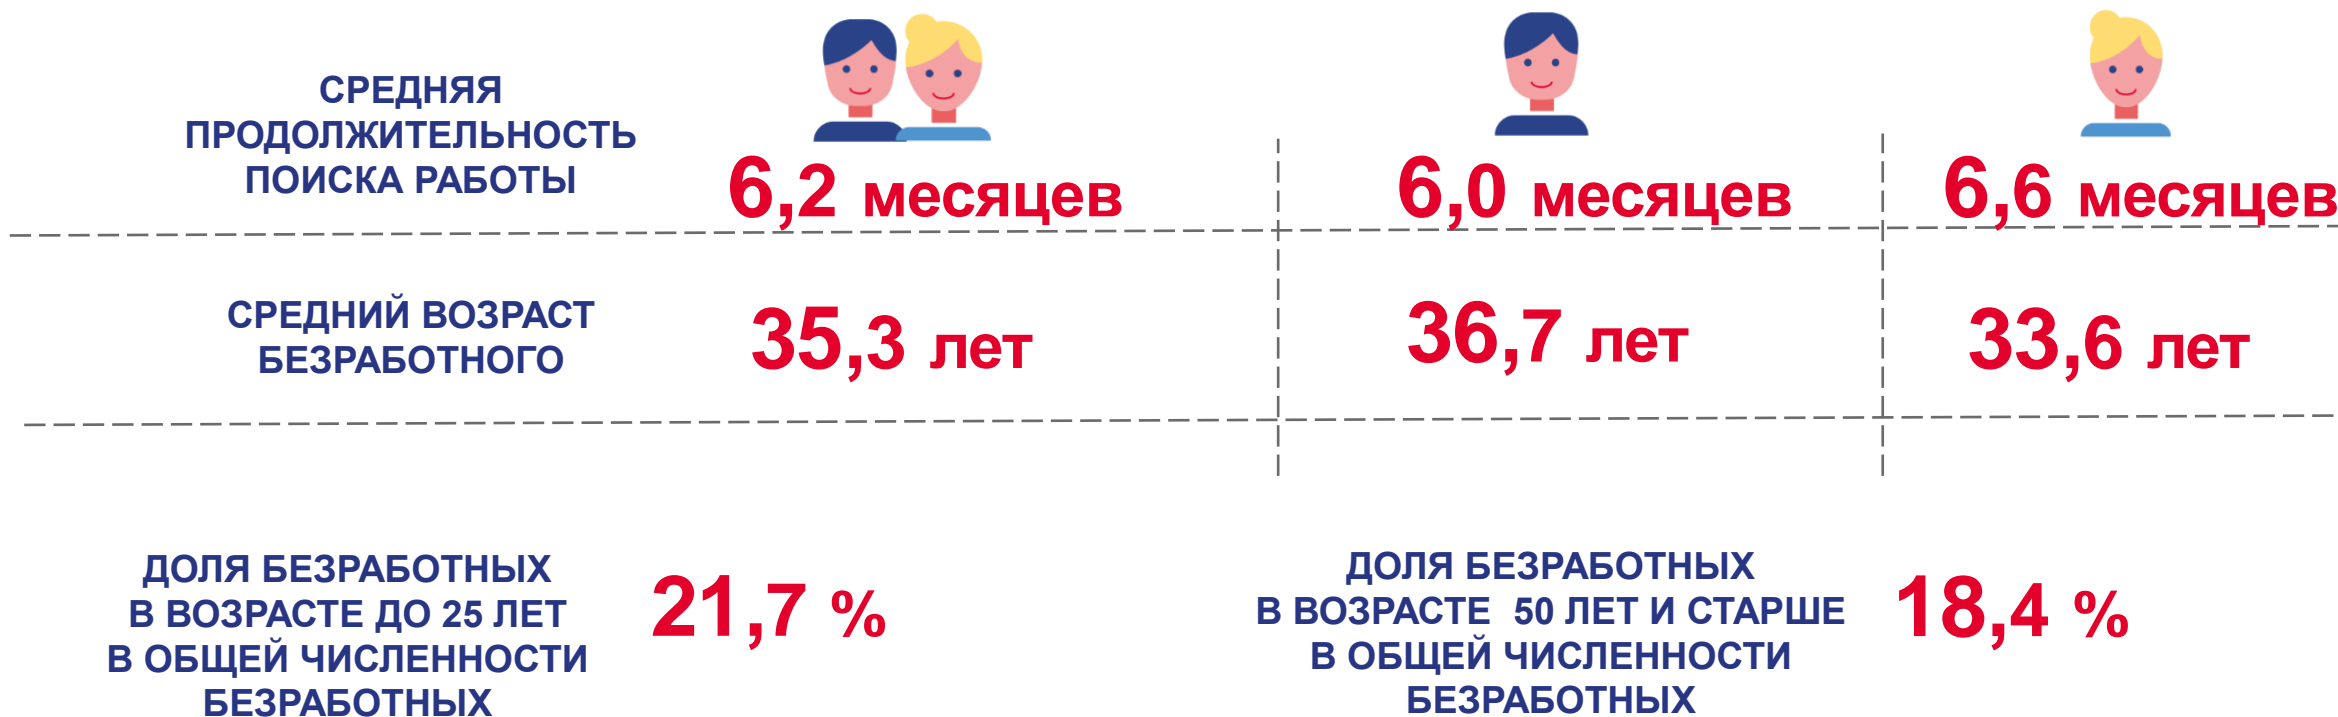 СРЕДНЯЯ
ПРОДОЛЖИТЕЛЬНОСТЬ
ПОИСКА РАБОТЫ
6,2 месяцев
6,0 месяцев
6,6 месяцев
СРЕДНИЙ ВОЗРАСТ
БЕЗРАБОТНОГО
35,3 лет
36,7 лет
33,6 лет
ДОЛЯ БЕЗРАБОТНЫХ
В ВОЗРАСТЕ ДО 25 ЛЕТ
В ОБЩЕЙ ЧИСЛЕННОСТИ
БЕЗРАБОТНЫХ
21,7 %
ДОЛЯ БЕЗРАБОТНЫХ
В ВОЗРАСТЕ 50 ЛЕТ И СТАРШЕ
В ОБЩЕЙ ЧИСЛЕННОСТИ
БЕЗРАБОТНЫХ
18,4 %